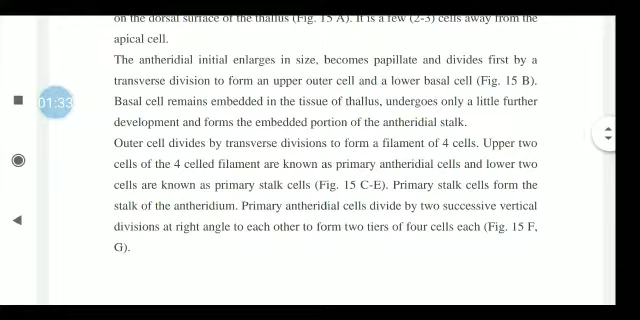 on the dorsal surface of the thallus (Fig. 15 A). It is a few (2-3) cells away from the
apical cell.
The antheridial initial enlarges in size, becomes papillate and divides first by a
transverse division to form an upper outer cell and a lower basal cell (Fig. 15 B).
01:33
Basal cell remains embedded in the tissue of thallus, undergoes only a little further
development and forms the embedded portion of the antheridial stalk.
Outer cell divides by transverse divisions to form a filament of 4 cells. Upper two
cells of the 4 celled filament are known as primary antheridial cells and lower two
cells are known as primary stalk cells (Fig. 15 C-E). Primary stalk cells form the
stalk of the antheridium. Primary antheridial cells divide by two successive vertical
divisions at right angle to each other to form two tiers of four cells each (Fig. 15 F,
G).